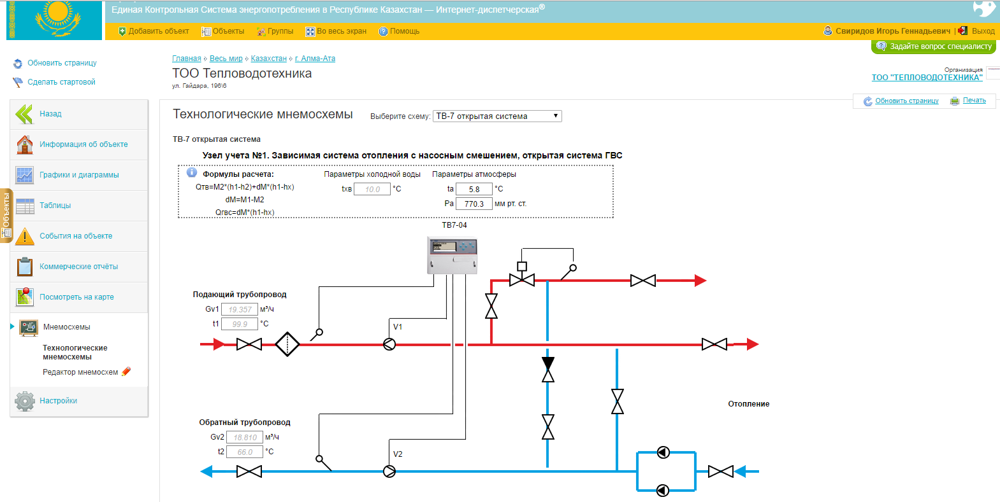 Единая Контрольная Система энергопотребления в Республике Казахстан — Интернет-диспетчерская®
Добавить объект Объекты Группы Во весь экран Помощь Свиридов Игорь Геннадьевич | Выход
Задайте вопрос специалисту
Обновить страницу
Сделать стартовой
Главная » Весь мир » Казахстан » г. Алма-Ата
ТОО Тепловодотехника
ул. Гайдара, 196\6
Организация
ТОО "ТЕПЛОВОДОТЕХНИКА"
Обновить страницу Печать
Назад
Информация об объекте
Графики и диаграммы
Таблицы
События на объекте
Коммерческие отчёты
Посмотреть на карте
Мнемосхемы
Технологические
мнемосхемы
Редактор мнемосхем
Настройки
Объекты
Технологические мнемосхемы Выберите схему: ТВ-7 открытая система
ТВ-7 открытая система
Узел учета №1. Зависимая система отопления с насосным смешением, открытая система ГВС
Формулы расчета: Параметры холодной воды Параметры атмосферы
Qтв=M2*(h1-h2)+dM*(h1-hx) tхв 10.0 °C ta 5.8 °C
dM=M1-M2 Pa 770.3 мм рт. ст.
Qгвс=dM*(h1-hx)
ТВ7-04
Подающий трубопровод
Gv1 19.357 м³/ч
t1 99.9 °C
V1
Отопление
Обратный трубопровод
Gv2 18.810 м³/ч
t2 66.0 °C
V2